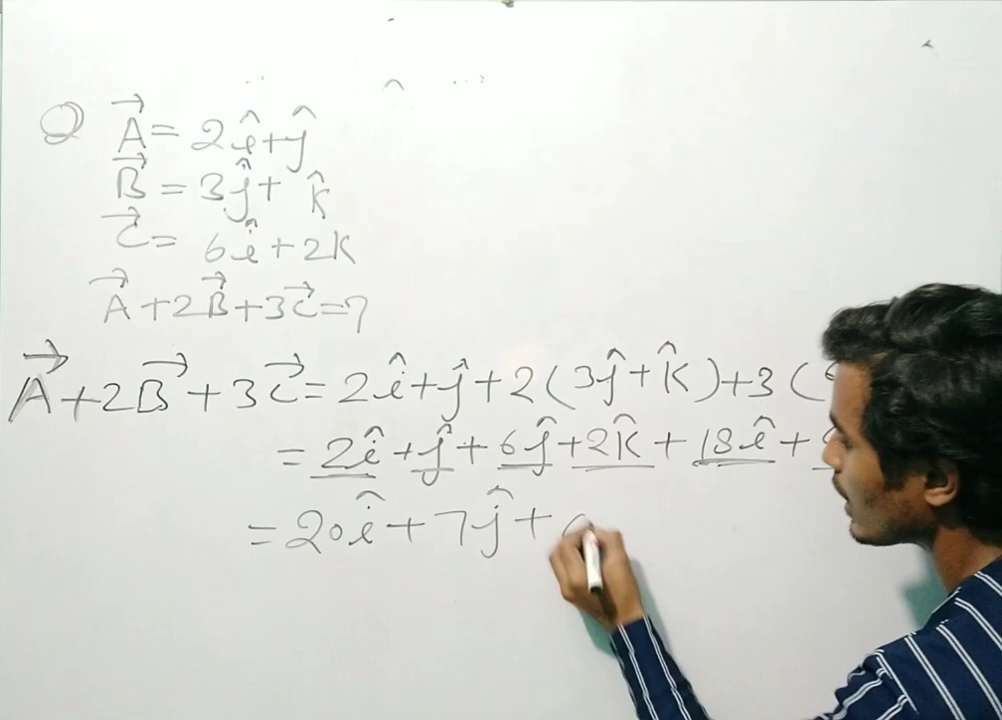 Q A⃗ = 2î+ĵ
B⃗ = 3ĵ+ k̂
C⃗ = 6î+2k
A⃗+2B⃗+3C⃗=?
A⃗+2B⃗+3C⃗=2î+ĵ+2(3ĵ+k̂)+3(
=2î+ĵ+6ĵ+2k̂+18î+
=20î+7ĵ+